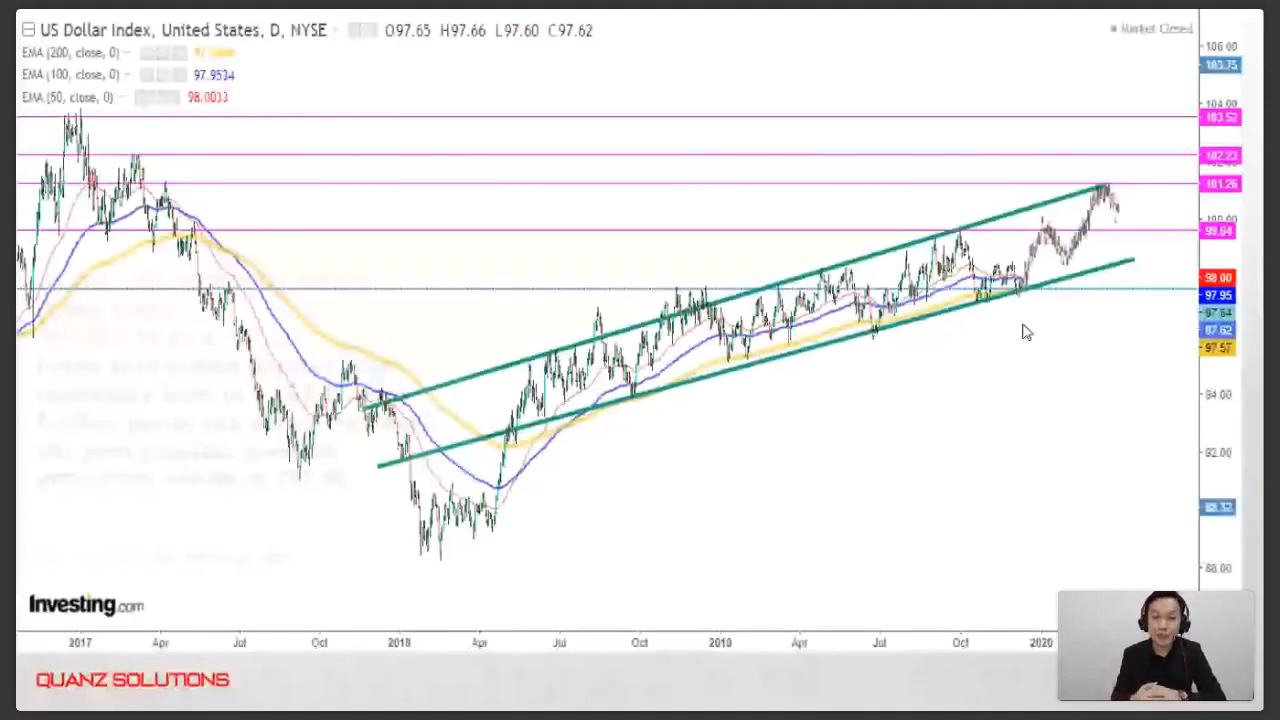 US Dollar Index, United States, D, NYSE
O97.65 H97.66 L97.60 C97.62
Market Closed
EMA (200, close, 0)
EMA (100, close, 0) 97.9534
EMA (50, close, 0) 98.0033
106.00
103.75
104.00
103.52
102.23
101.26
100.00
99.64
98.00
97.95
97.64
97.62
97.57
94.00
92.00
88.00
Investing.com
2017 Apr Jul Oct 2018 Apr Jul Oct 2019 Apr Jul Oct 2020
QUANZ SOLUTIONS